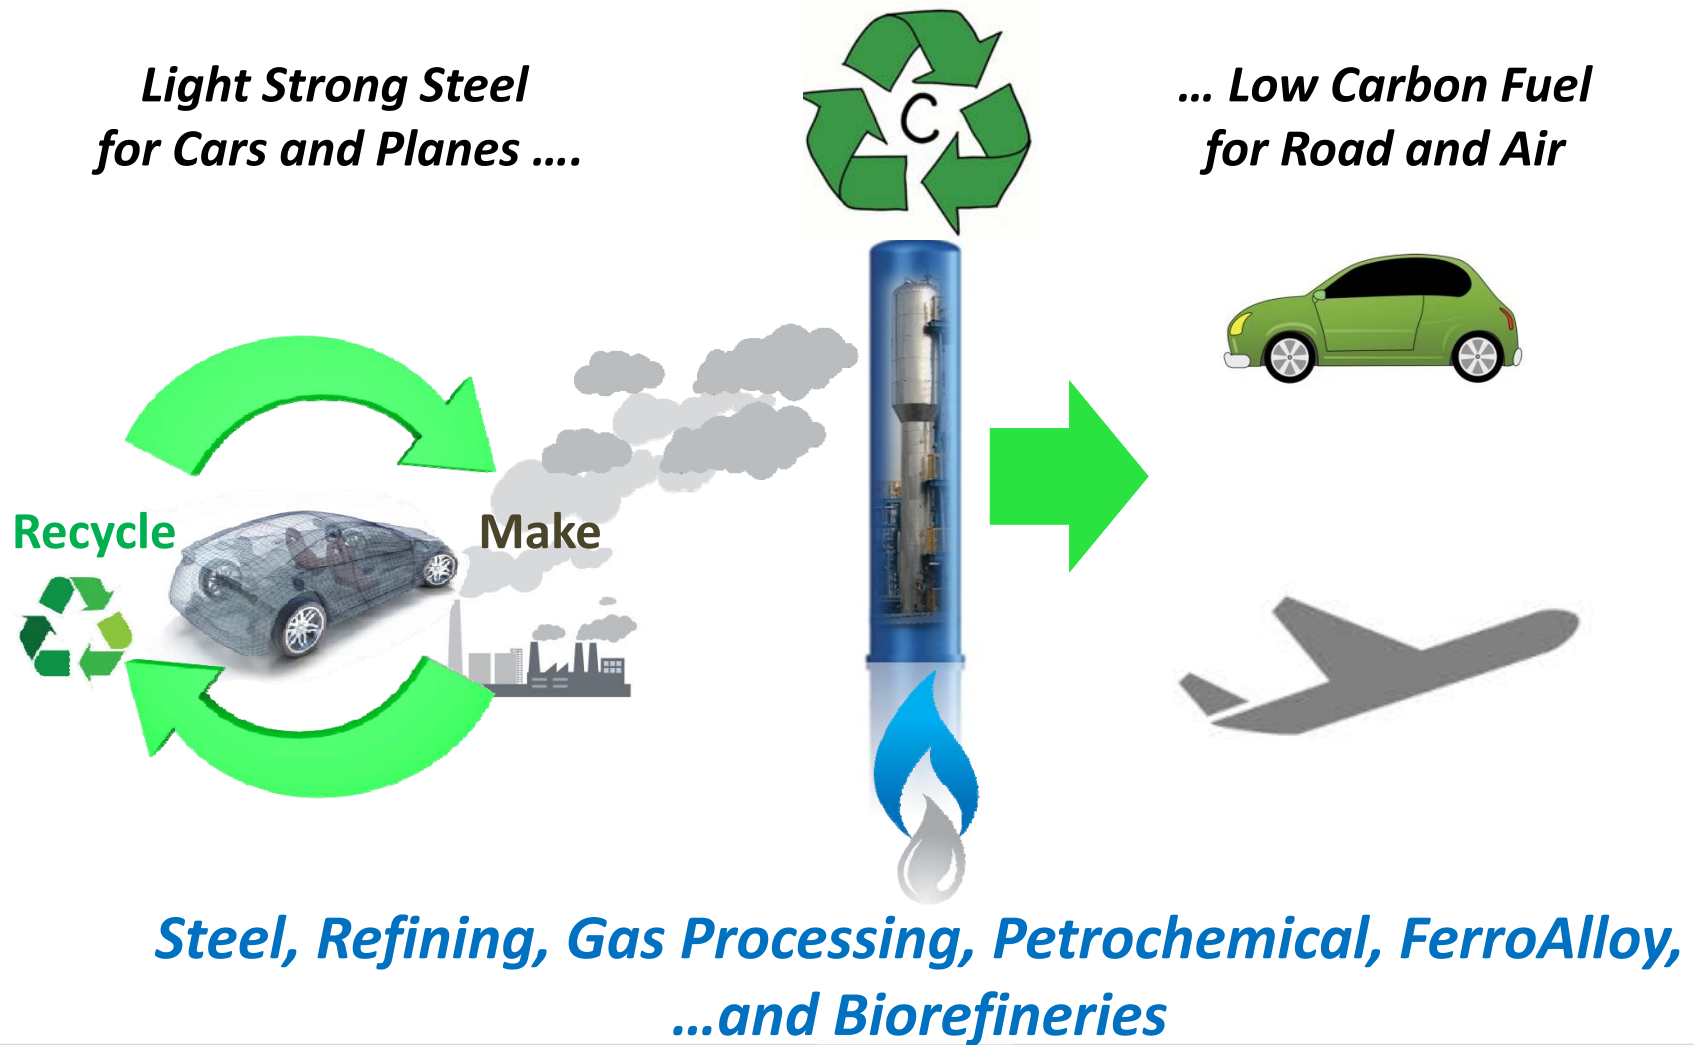 Light Strong Steel
for Cars and Planes ....
C
... Low Carbon Fuel
for Road and Air
Recycle
Make
Steel, Refining, Gas Processing, Petrochemical, FerroAlloy,
...and Biorefineries